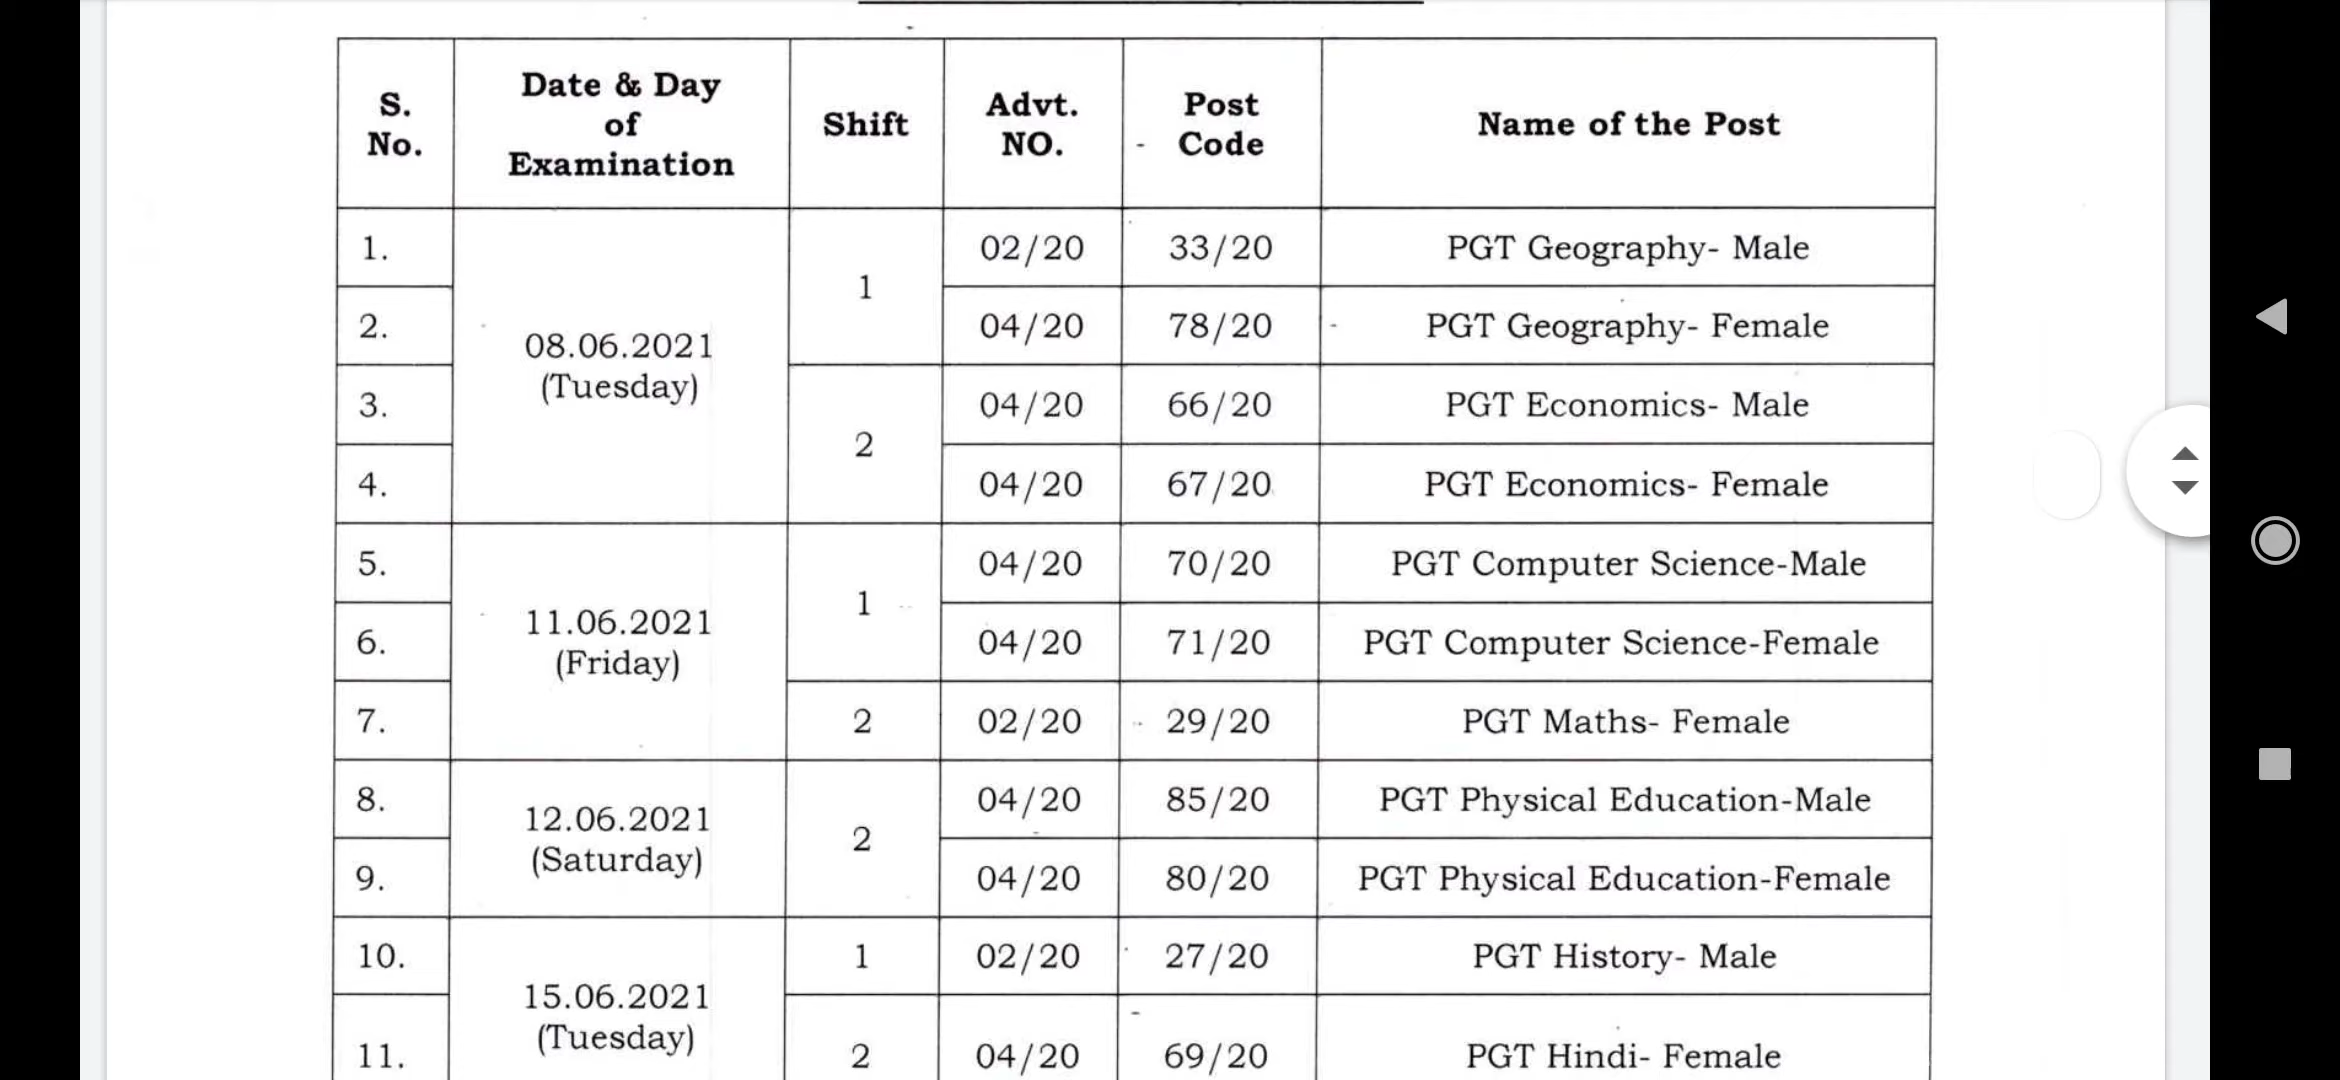 S. No. Date & Day of Examination Shift Advt. NO. Post Code Name of the Post
1. 08.06.2021 (Tuesday) 1 02/20 33/20 PGT Geography- Male
2. 04/20 78/20 PGT Geography- Female
3. 2 04/20 66/20 PGT Economics- Male
4. 04/20 67/20 PGT Economics- Female
5. 11.06.2021 (Friday) 1 04/20 70/20 PGT Computer Science-Male
6. 04/20 71/20 PGT Computer Science-Female
7. 2 02/20 29/20 PGT Maths- Female
8. 12.06.2021 (Saturday) 2 04/20 85/20 PGT Physical Education-Male
9. 04/20 80/20 PGT Physical Education-Female
10. 15.06.2021 (Tuesday) 1 02/20 27/20 PGT History- Male
11. 2 04/20 69/20 PGT Hindi- Female